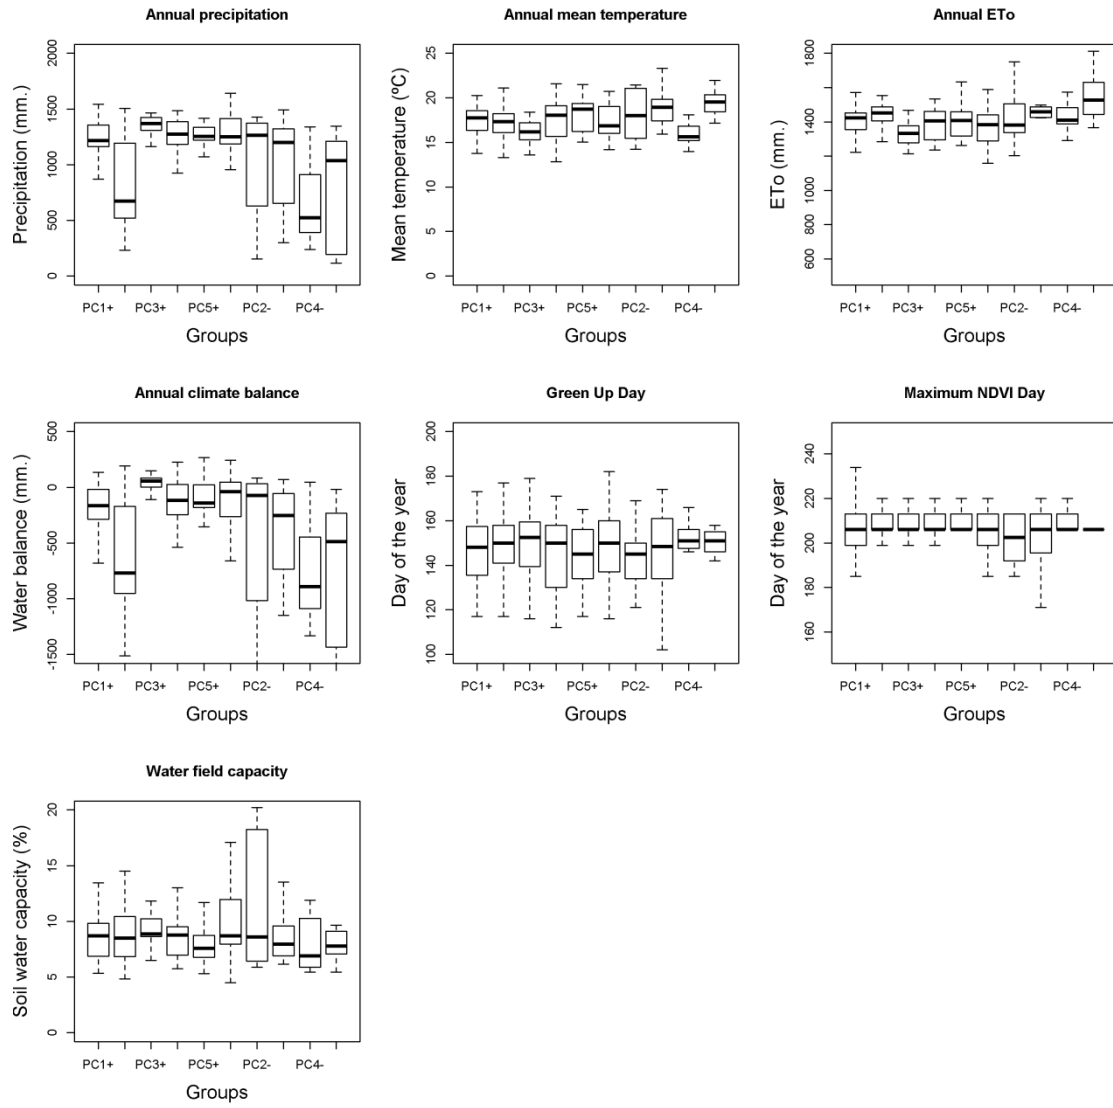 Annual precipitation
Precipitation (mm.)
2000
1500
1000
500
0
PC1+ PC3+ PC5+ PC2- PC4-
Groups
Annual mean temperature
Mean temperature (ºC)
25
20
15
10
5
0
PC1+ PC3+ PC5+ PC2- PC4-
Groups
Annual ETo
ETo (mm.)
1800
1400
1000
600
PC1+ PC3+ PC5+ PC2- PC4-
Groups
Annual climate balance
Water balance (mm.)
500
0
-500
-1000
-1500
PC1+ PC3+ PC5+ PC2- PC4-
Groups
Green Up Day
Day of the year
200
180
160
140
120
100
PC1+ PC3+ PC5+ PC2- PC4-
Groups
Maximum NDVI Day
Day of the year
240
220
200
180
160
PC1+ PC3+ PC5+ PC2- PC4-
Groups
Water field capacity
Soil water capacity (%)
20
15
10
5
0
PC1+ PC3+ PC5+ PC2- PC4-
Groups